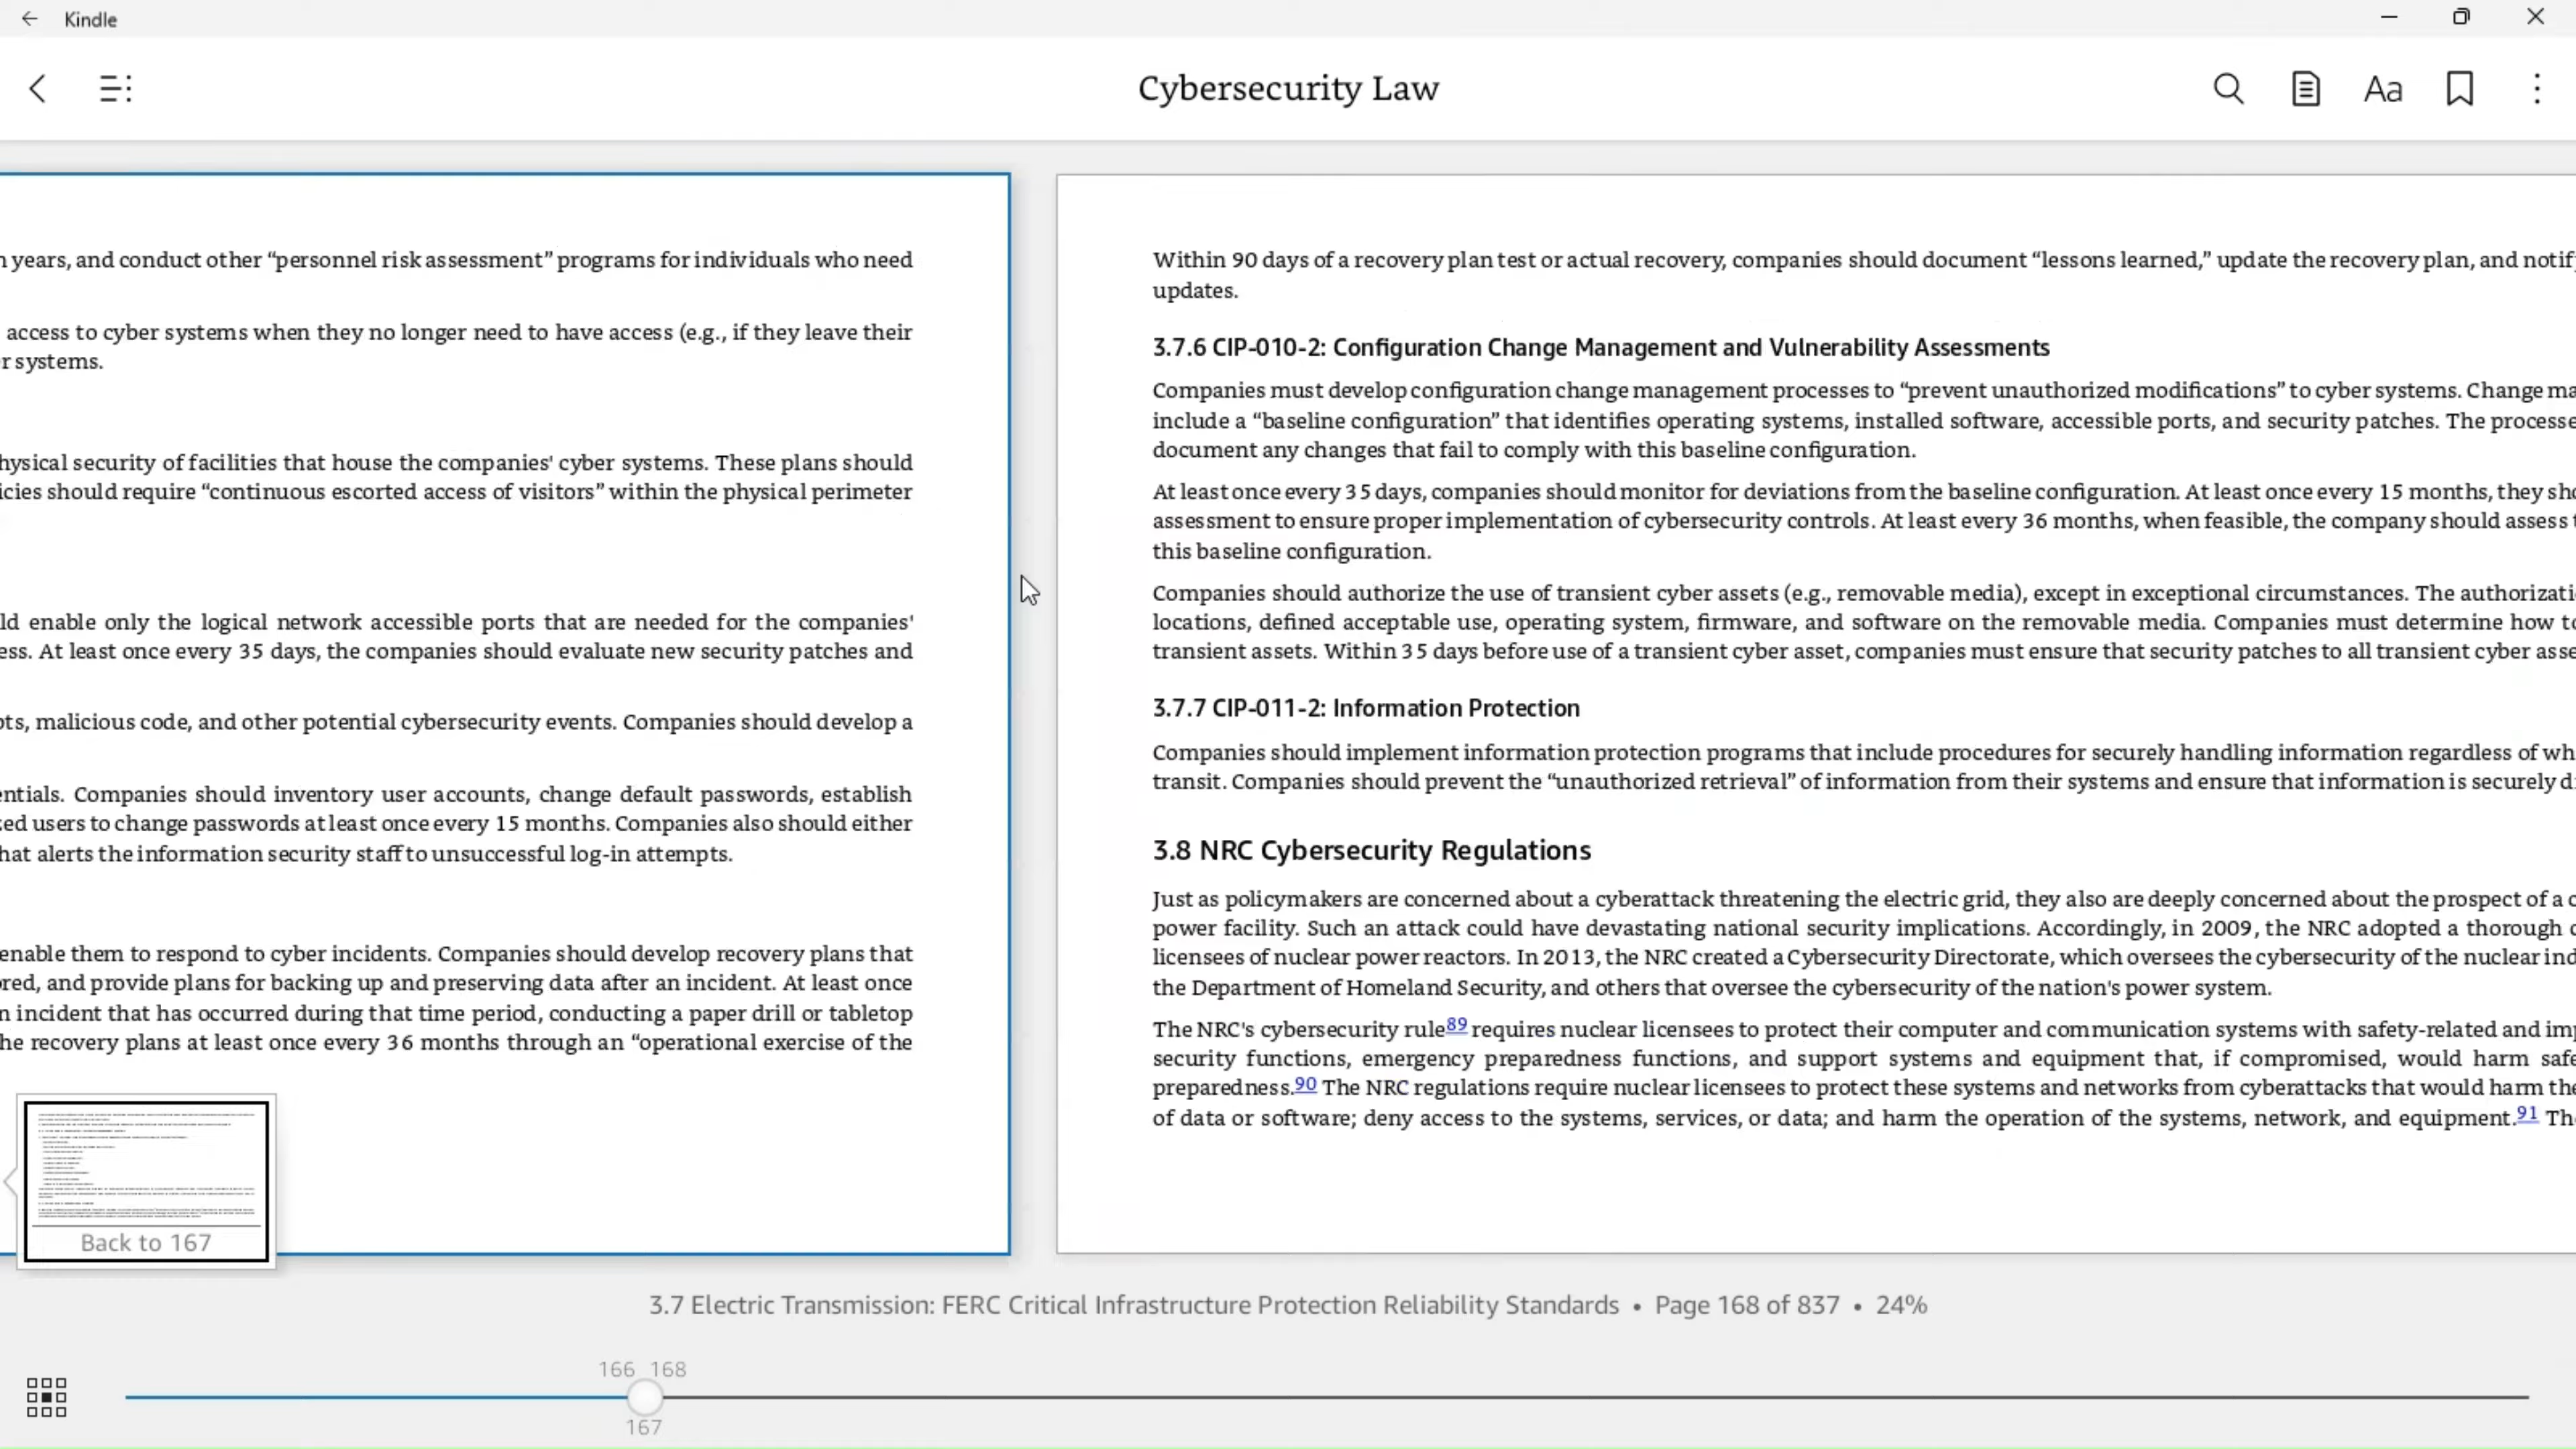 Kindle
Cybersecurity Law
years, and conduct other “personnel risk assessment” programs for individuals who need
access to cyber systems when they no longer need to have access (e.g., if they leave their
systems.
security of facilities that house the companies' cyber systems. These plans should
should require “continuous escorted access of visitors” within the physical perimeter
enable only the logical network accessible ports that are needed for the companies'
At least once every 35 days, the companies should evaluate new security patches and
malicious code, and other potential cybersecurity events. Companies should develop a
Companies should inventory user accounts, change default passwords, establish
users to change passwords at least once every 15 months. Companies also should either
that alerts the information security staff to unsuccessful log-in attempts.
enable them to respond to cyber incidents. Companies should develop recovery plans that
and provide plans for backing up and preserving data after an incident. At least once
incident that has occurred during that time period, conducting a paper drill or tabletop
recovery plans at least once every 36 months through an “operational exercise of the
Back to 167
Within 90 days of a recovery plan test or actual recovery, companies should document “lessons learned,” update the recovery plan, and
updates.
3.7.6 CIP-010-2: Configuration Change Management and Vulnerability Assessments
Companies must develop configuration change management processes to “prevent unauthorized modifications” to cyber systems. Change
include a “baseline configuration” that identifies operating systems, installed software, accessible ports, and security patches. The
document any changes that fail to comply with this baseline configuration.
At least once every 35 days, companies should monitor for deviations from the baseline configuration. At least once every 15 months, they
assessment to ensure proper implementation of cybersecurity controls. At least every 36 months, when feasible, the company should assess
this baseline configuration.
Companies should authorize the use of transient cyber assets (e.g., removable media), except in exceptional circumstances. The
locations, defined acceptable use, operating system, firmware, and software on the removable media. Companies must determine how
transient assets. Within 35 days before use of a transient cyber asset, companies must ensure that security patches to all transient cyber
3.7.7 CIP-011-2: Information Protection
Companies should implement information protection programs that include procedures for securely handling information regardless of
transit. Companies should prevent the “unauthorized retrieval” of information from their systems and ensure that information is securely
3.8 NRC Cybersecurity Regulations
Just as policymakers are concerned about a cyberattack threatening the electric grid, they also are deeply concerned about the prospect of a
power facility. Such an attack could have devastating national security implications. Accordingly, in 2009, the NRC adopted a thorough
licensees of nuclear power reactors. In 2013, the NRC created a Cybersecurity Directorate, which oversees the cybersecurity of the nuclear
the Department of Homeland Security, and others that oversee the cybersecurity of the nation's power system.
The NRC's cybersecurity rule89 requires nuclear licensees to protect their computer and communication systems with safety-related and
security functions, emergency preparedness functions, and support systems and equipment that, if compromised, would harm
preparedness.90 The NRC regulations require nuclear licensees to protect these systems and networks from cyberattacks that would harm
of data or software; deny access to the systems, services, or data; and harm the operation of the systems, network, and equipment.91
3.7 Electric Transmission: FERC Critical Infrastructure Protection Reliability Standards • Page 168 of 837 • 24%
166 168
167